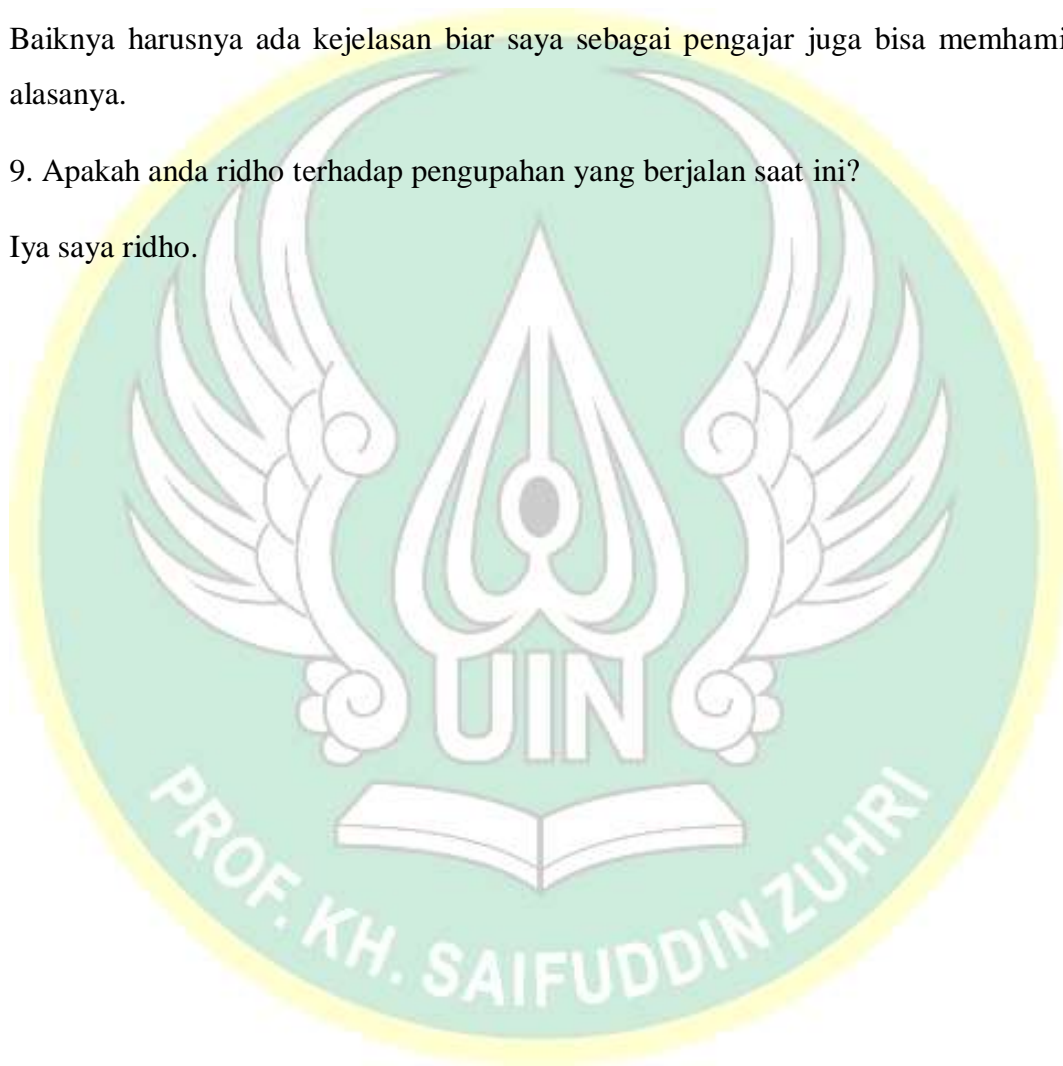 Baiknya harusnya ada kejelasan biar saya sebagai pengajar juga bisa memhami
alasanya.
9. Apakah anda ridho terhadap pengupahan yang berjalan saat ini?
Iya saya ridho.
UIN
PROF. KH. SAIFUDDIN ZUHRI